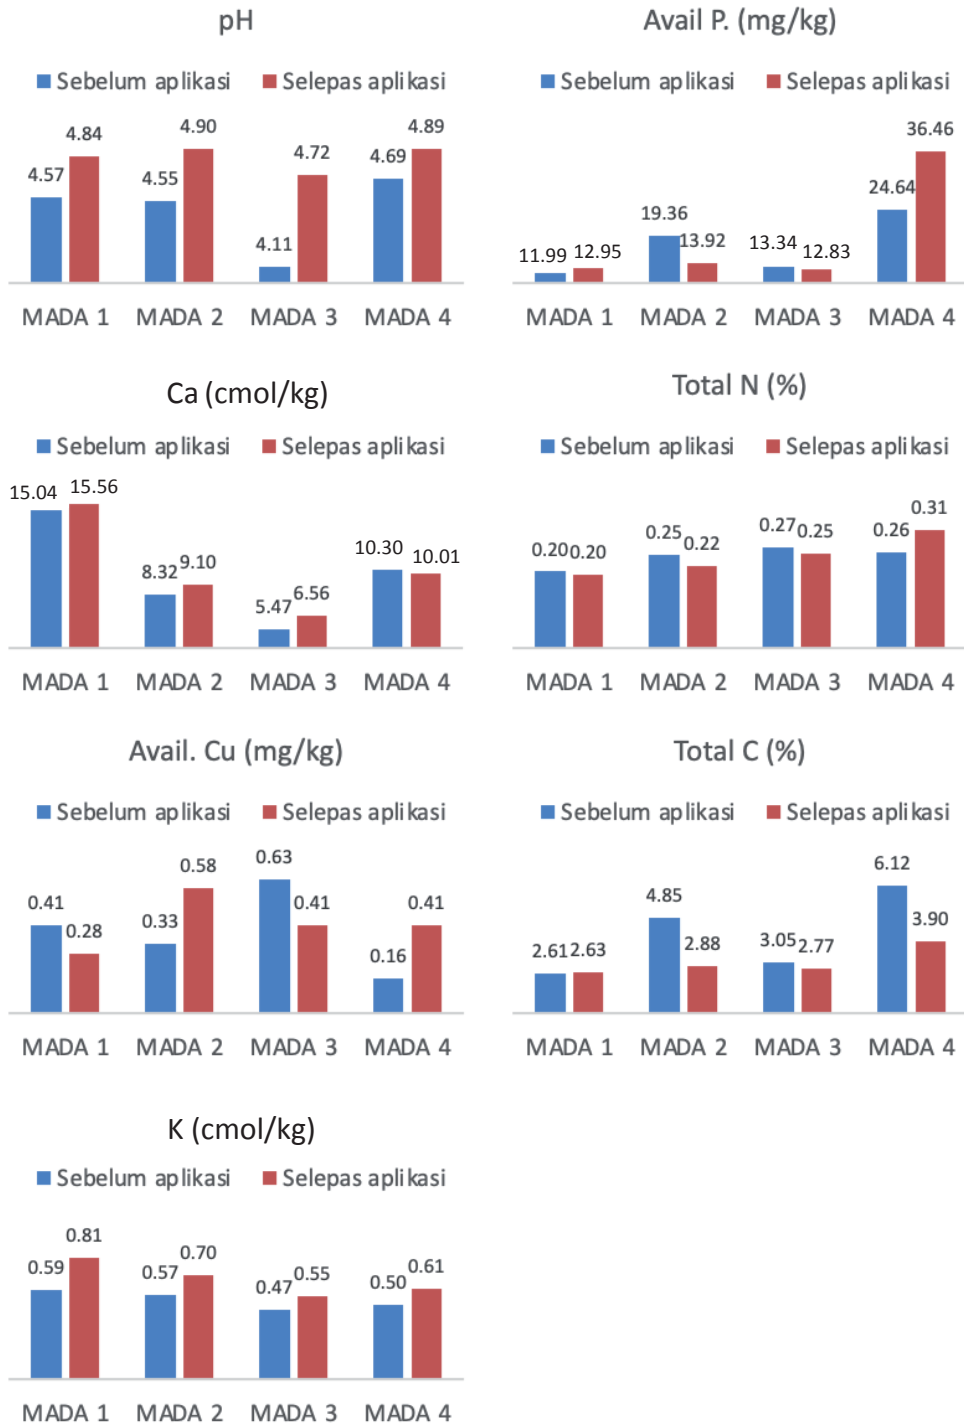 pH
Sebelum aplikasi Selepas aplikasi
4.57 4.84 4.55 4.90 4.11 4.72 4.69 4.89
MADA 1 MADA 2 MADA 3 MADA 4
Avail P. (mg/kg)
Sebelum aplikasi Selepas aplikasi
11.99 12.95 19.36 13.92 13.34 12.83 24.64 36.46
MADA 1 MADA 2 MADA 3 MADA 4
Ca (cmol/kg)
Sebelum aplikasi Selepas aplikasi
15.04 15.56 8.32 9.10 5.47 6.56 10.30 10.01
MADA 1 MADA 2 MADA 3 MADA 4
Total N (%)
Sebelum aplikasi Selepas aplikasi
0.20 0.20 0.25 0.22 0.27 0.25 0.26 0.31
MADA 1 MADA 2 MADA 3 MADA 4
Avail. Cu (mg/kg)
Sebelum aplikasi Selepas aplikasi
0.41 0.28 0.33 0.58 0.63 0.41 0.16 0.41
MADA 1 MADA 2 MADA 3 MADA 4
Total C (%)
Sebelum aplikasi Selepas aplikasi
2.61 2.63 4.85 2.88 3.05 2.77 6.12 3.90
MADA 1 MADA 2 MADA 3 MADA 4
K (cmol/kg)
Sebelum aplikasi Selepas aplikasi
0.59 0.81 0.57 0.70 0.47 0.55 0.50 0.61
MADA 1 MADA 2 MADA 3 MADA 4